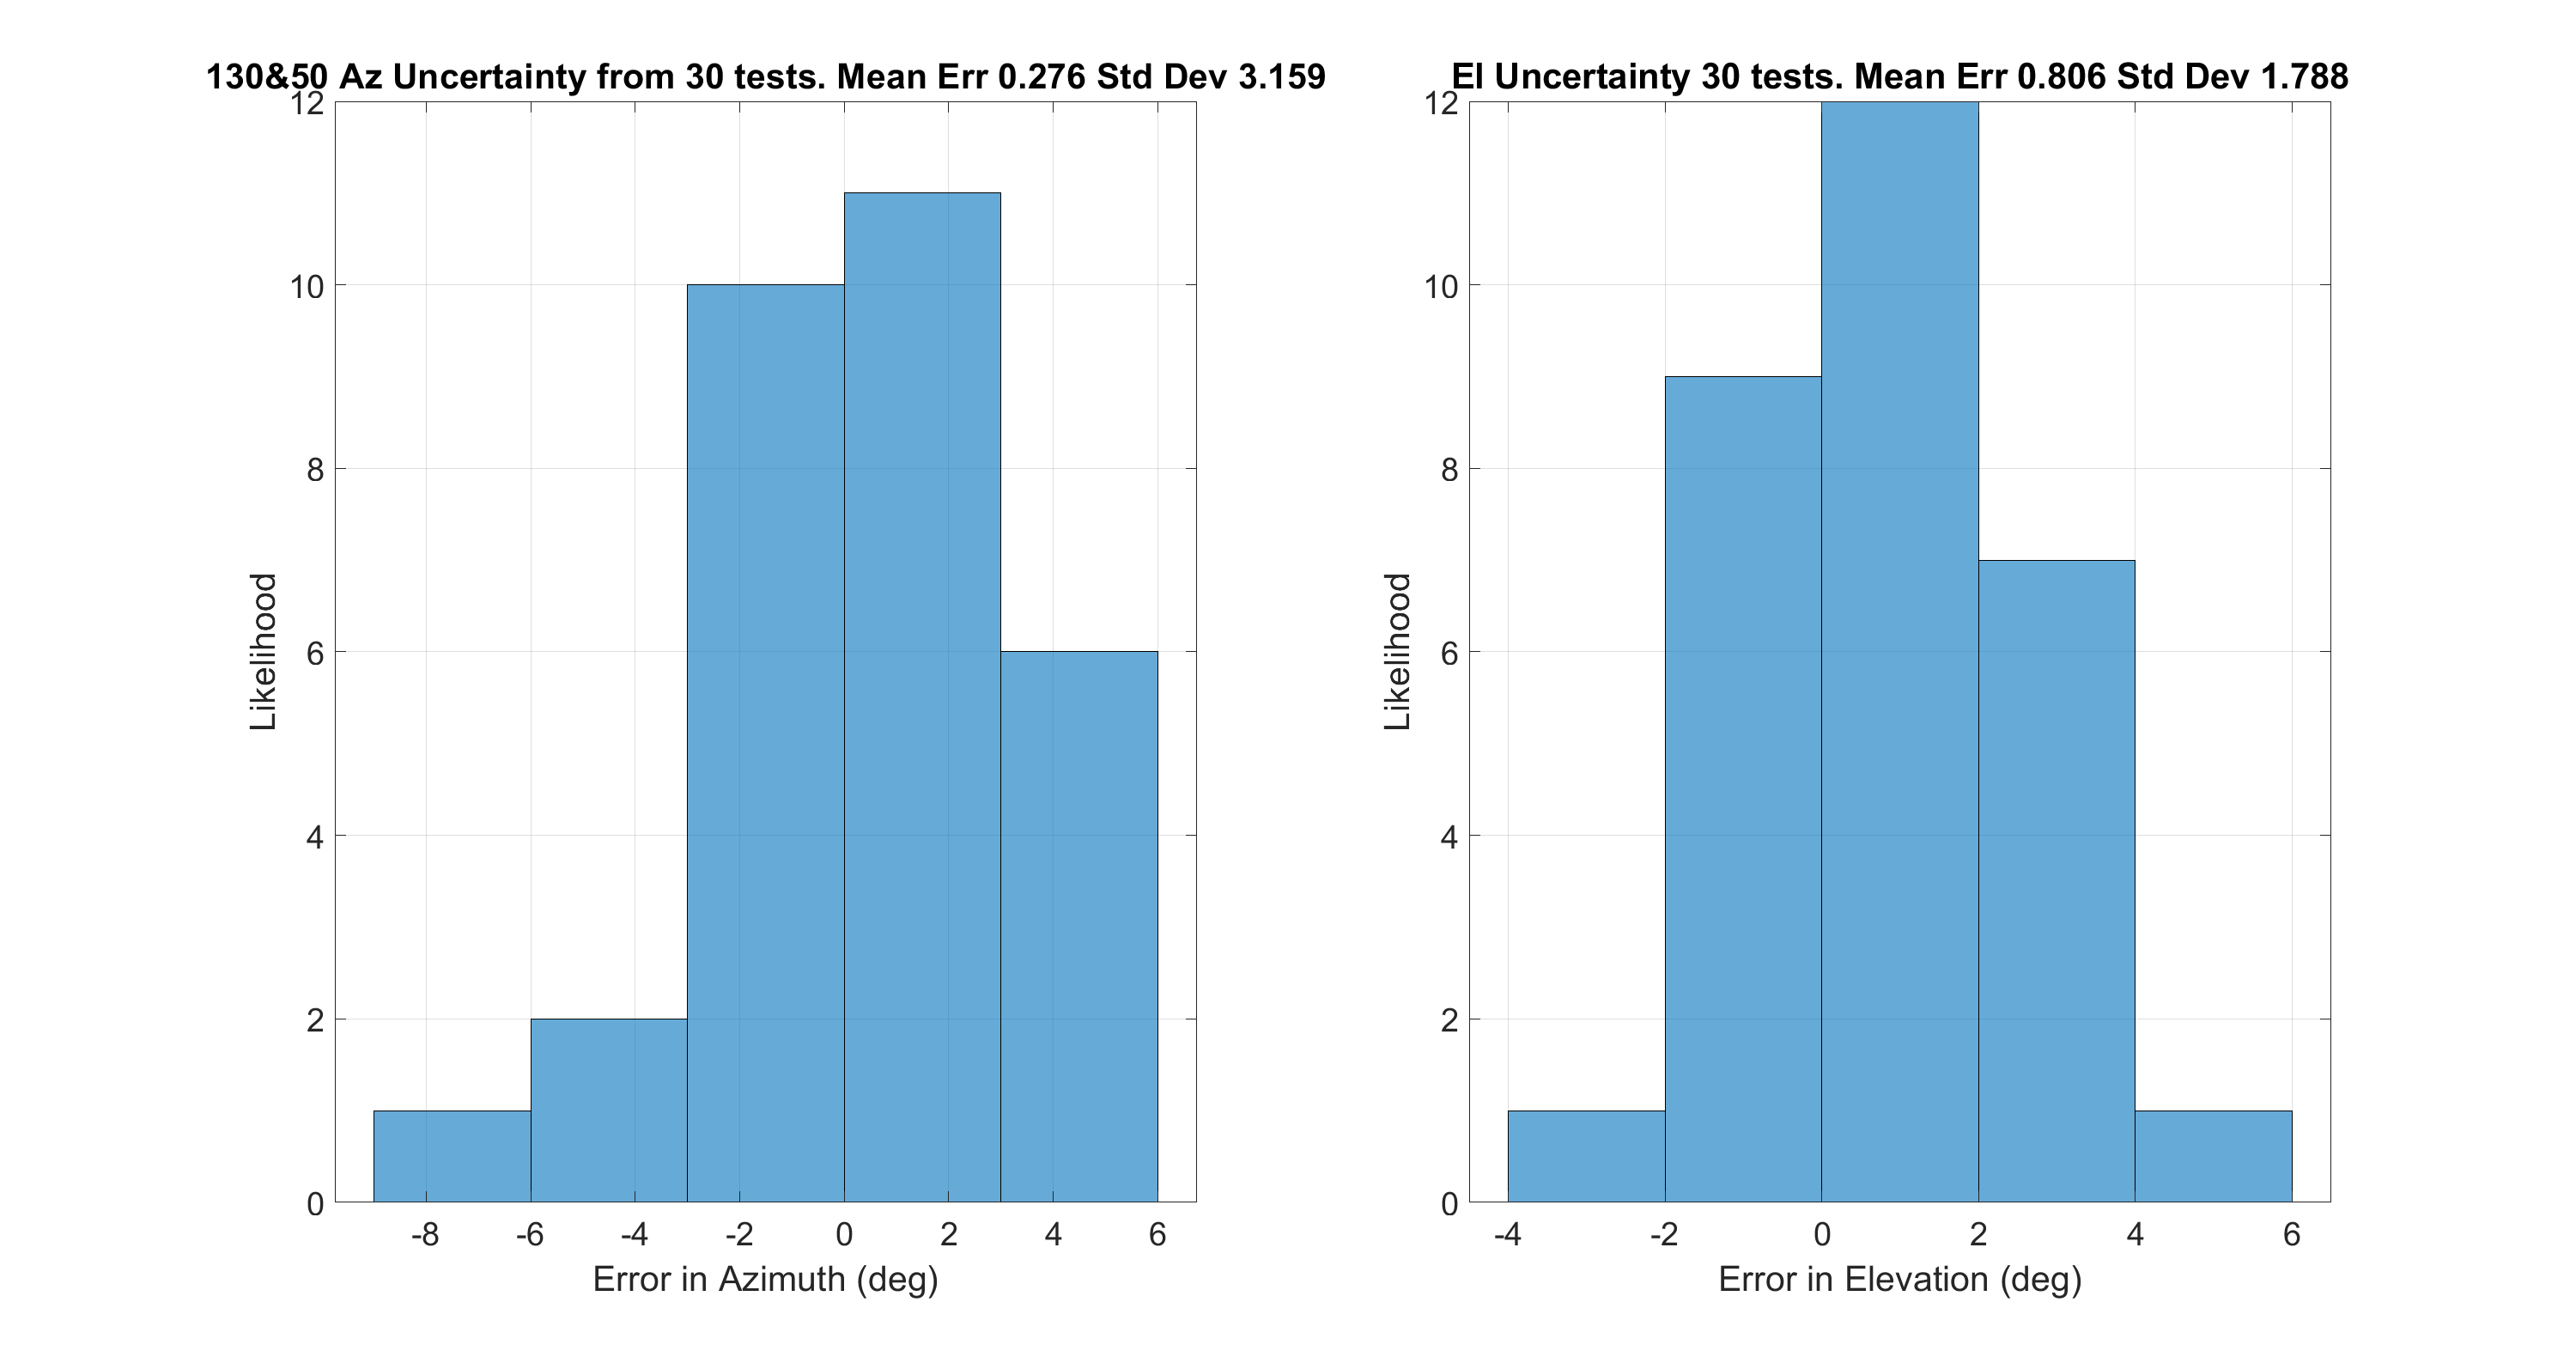 130&50 Az Uncertainty from 30 tests. Mean Err 0.276 Std Dev 3.159
12
10
8
6
4
2
0
Likelihood
-8 -6 -4 -2 0 2 4 6
Error in Azimuth (deg)
El Uncertainty 30 tests. Mean Err 0.806 Std Dev 1.788
12
10
8
6
4
2
0
Likelihood
-4 -2 0 2 4 6
Error in Elevation (deg)